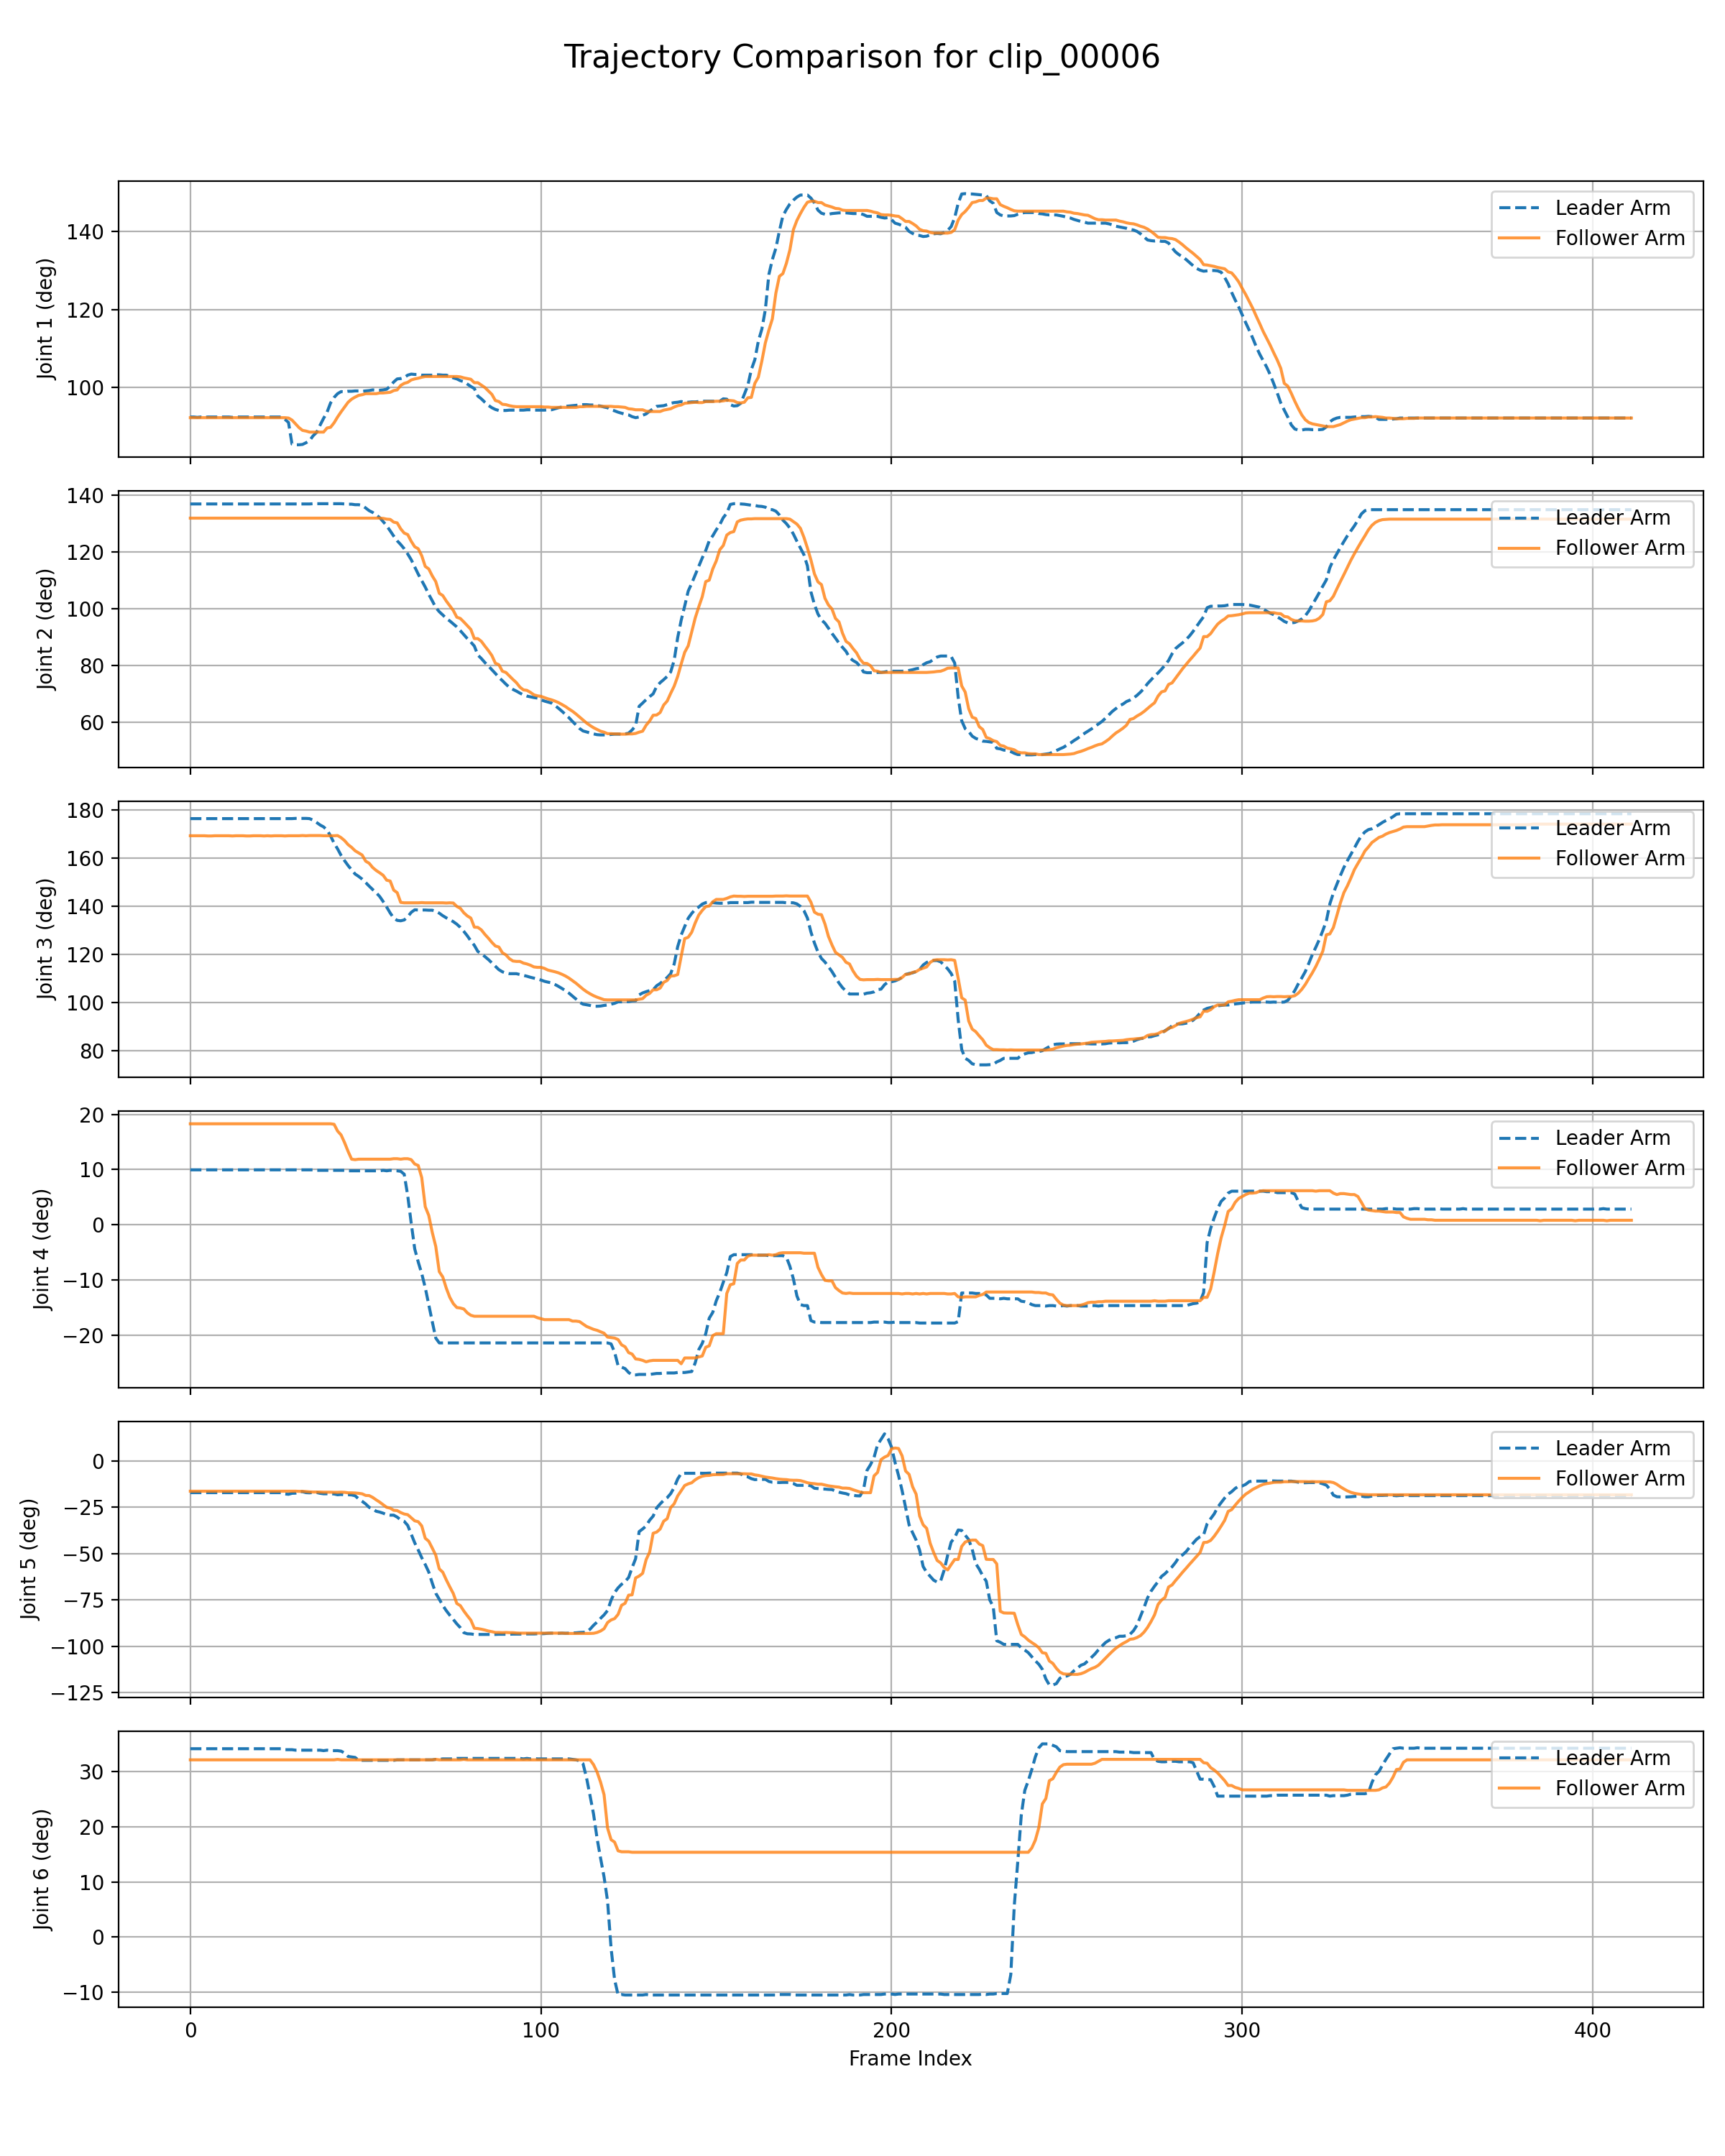 Trajectory Comparison for clip_00006
Joint 1 (deg)
140
120
100
Leader Arm
Follower Arm
Joint 2 (deg)
140
120
100
80
60
Leader Arm
Follower Arm
Joint 3 (deg)
180
160
140
120
100
80
Leader Arm
Follower Arm
Joint 4 (deg)
20
10
0
−10
−20
Leader Arm
Follower Arm
Joint 5 (deg)
0
−25
−50
−75
−100
−125
Leader Arm
Follower Arm
Joint 6 (deg)
30
20
10
0
−10
Leader Arm
Follower Arm
0 100 200 300 400
Frame Index